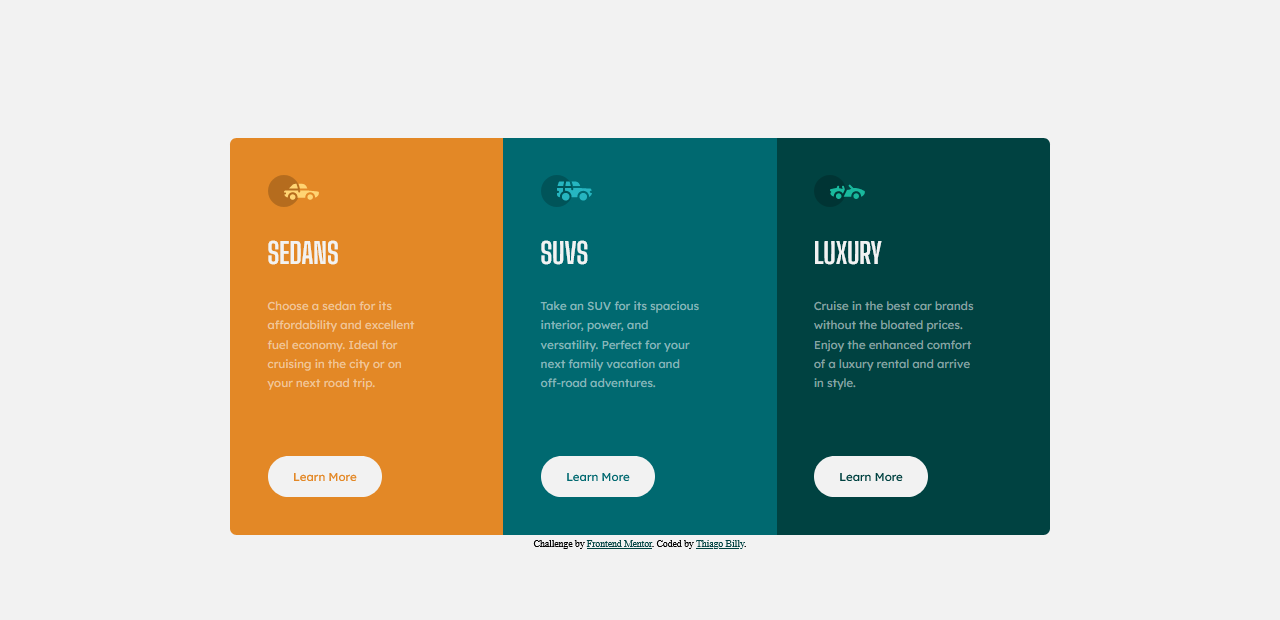 SEDANS
Choose a sedan for its
affordability and excellent
fuel economy. Ideal for
cruising in the city or on
your next road trip.
Learn More
SUVS
Take an SUV for its spacious
interior, power, and
versatility. Perfect for your
next family vacation and
off-road adventures.
Learn More
LUXURY
Cruise in the best car brands
without the bloated prices.
Enjoy the enhanced comfort
of a luxury rental and arrive
in style.
Learn More
Challenge by Frontend Mentor. Coded by Thiago Billy.